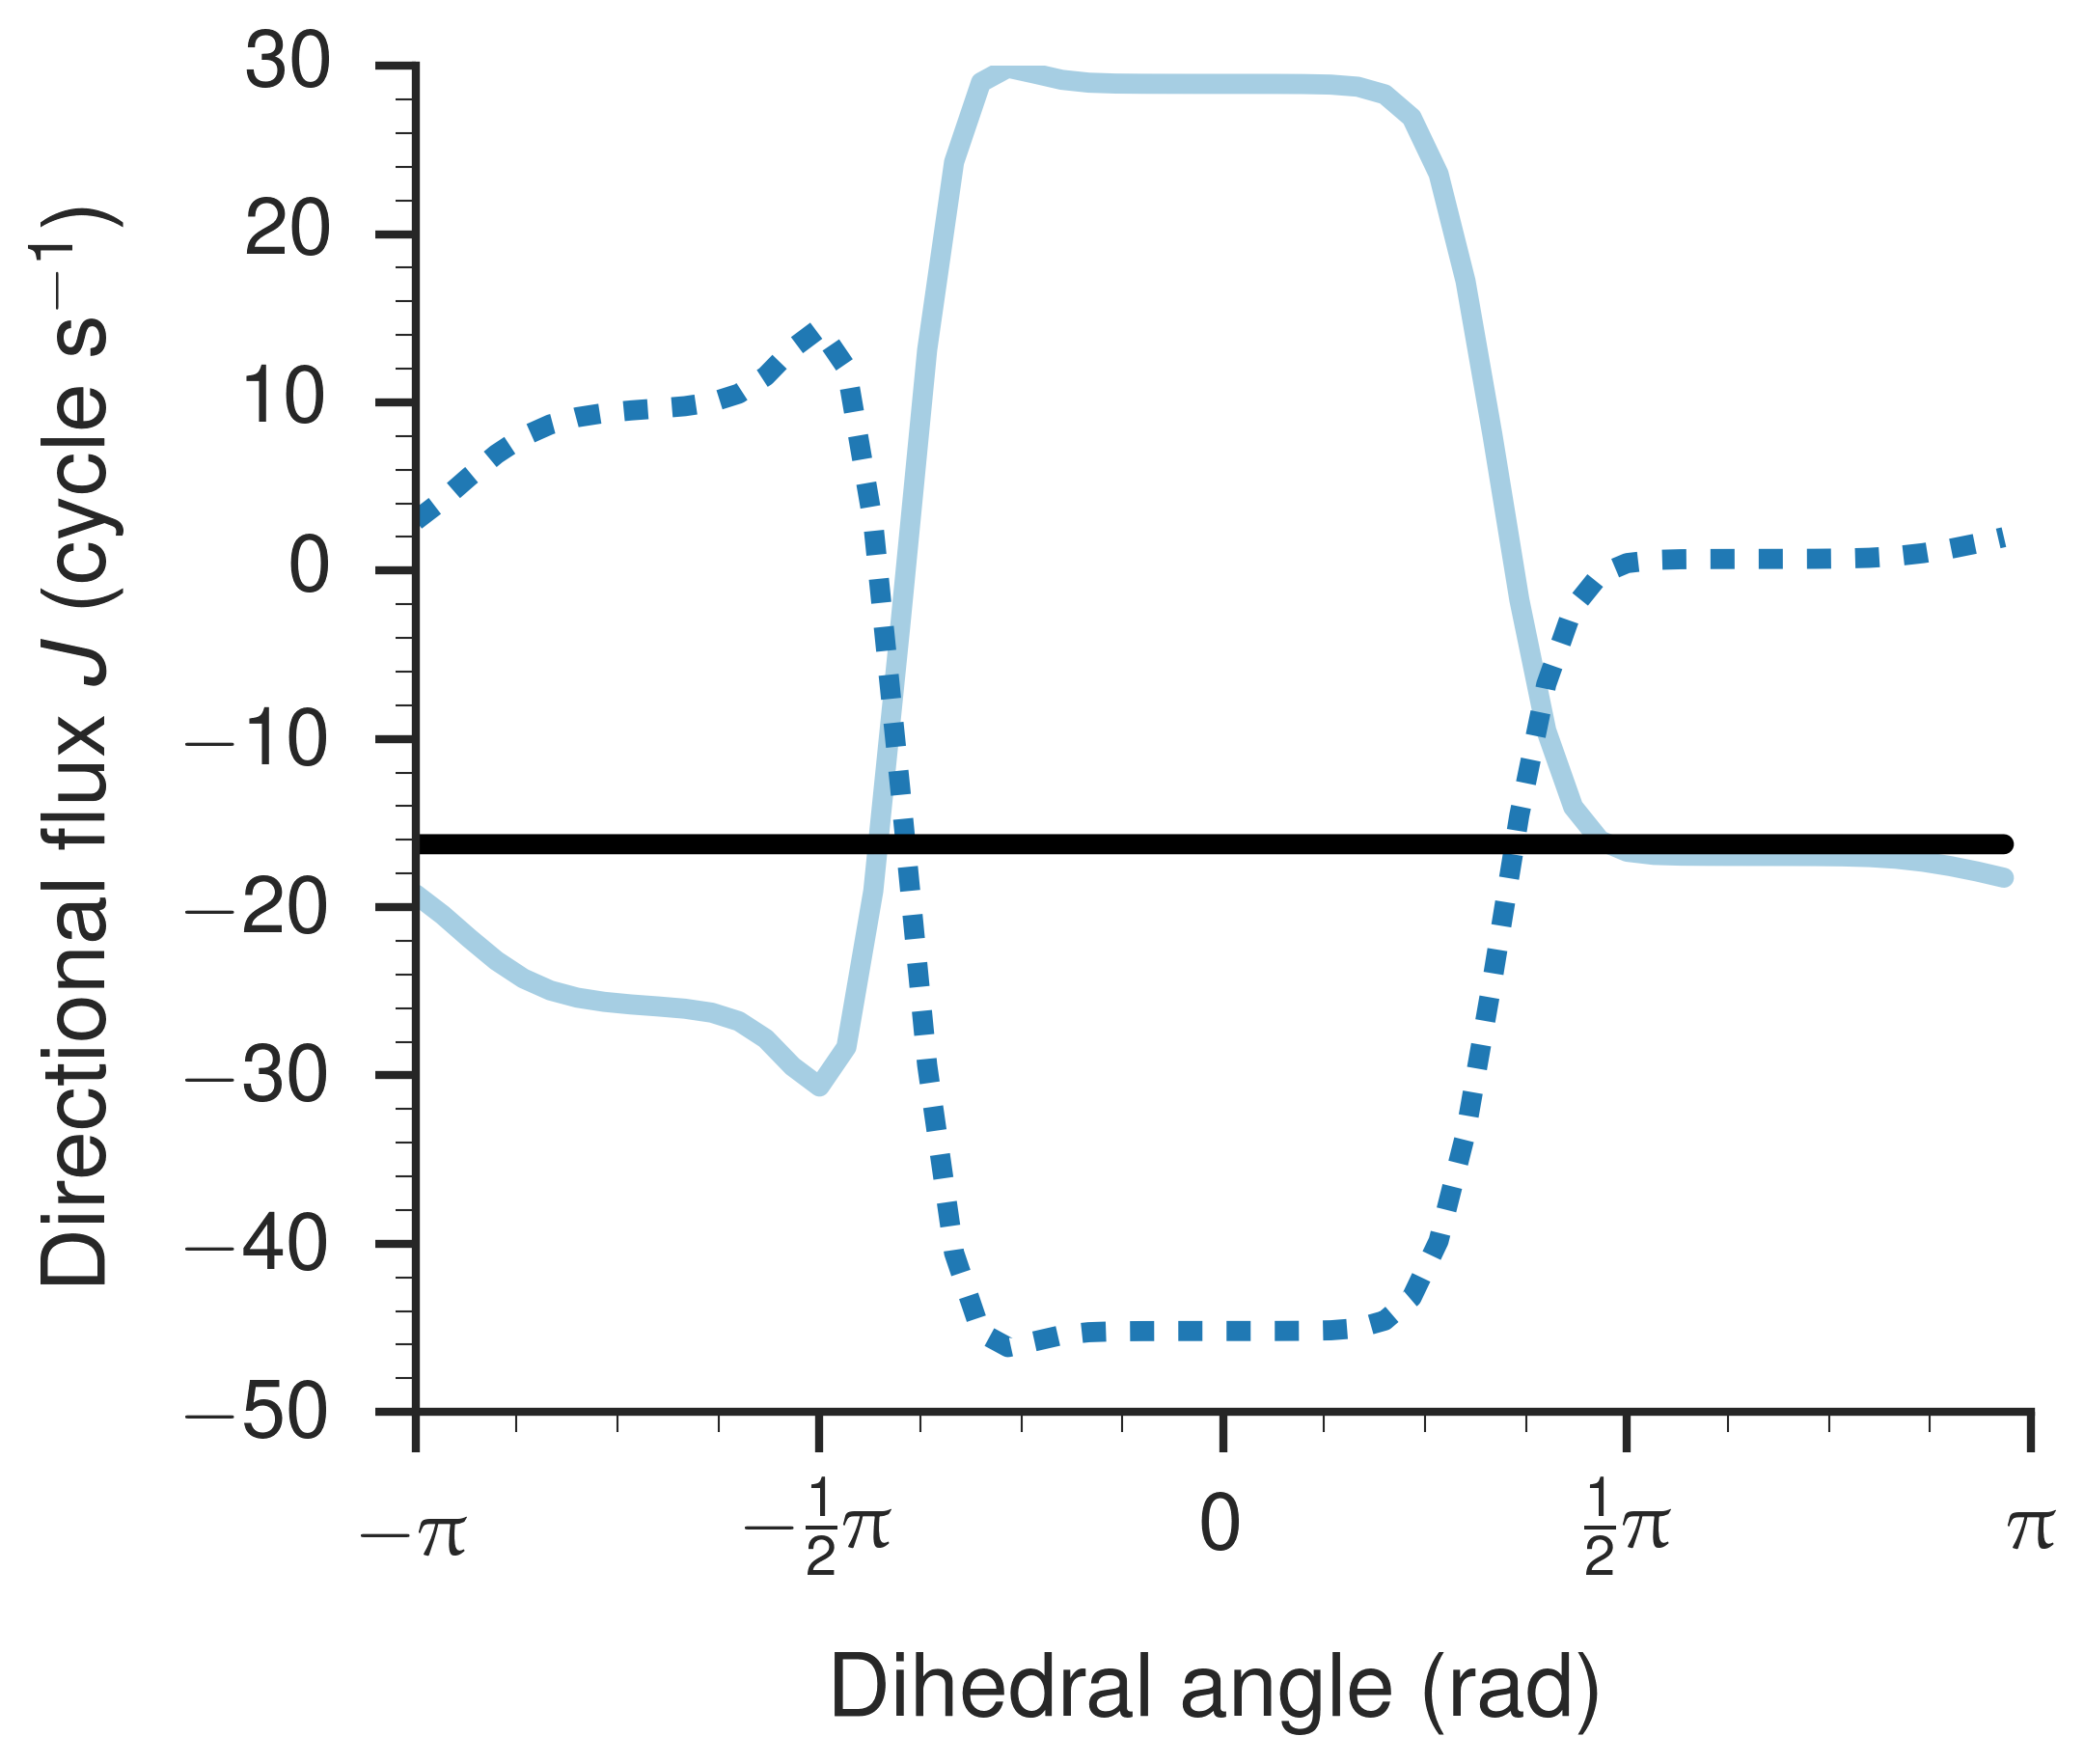 Directional flux J (cycle s⁻¹)
30
20
10
0
−10
−20
−30
−40
−50
−π
−½π
0
½π
π
Dihedral angle (rad)